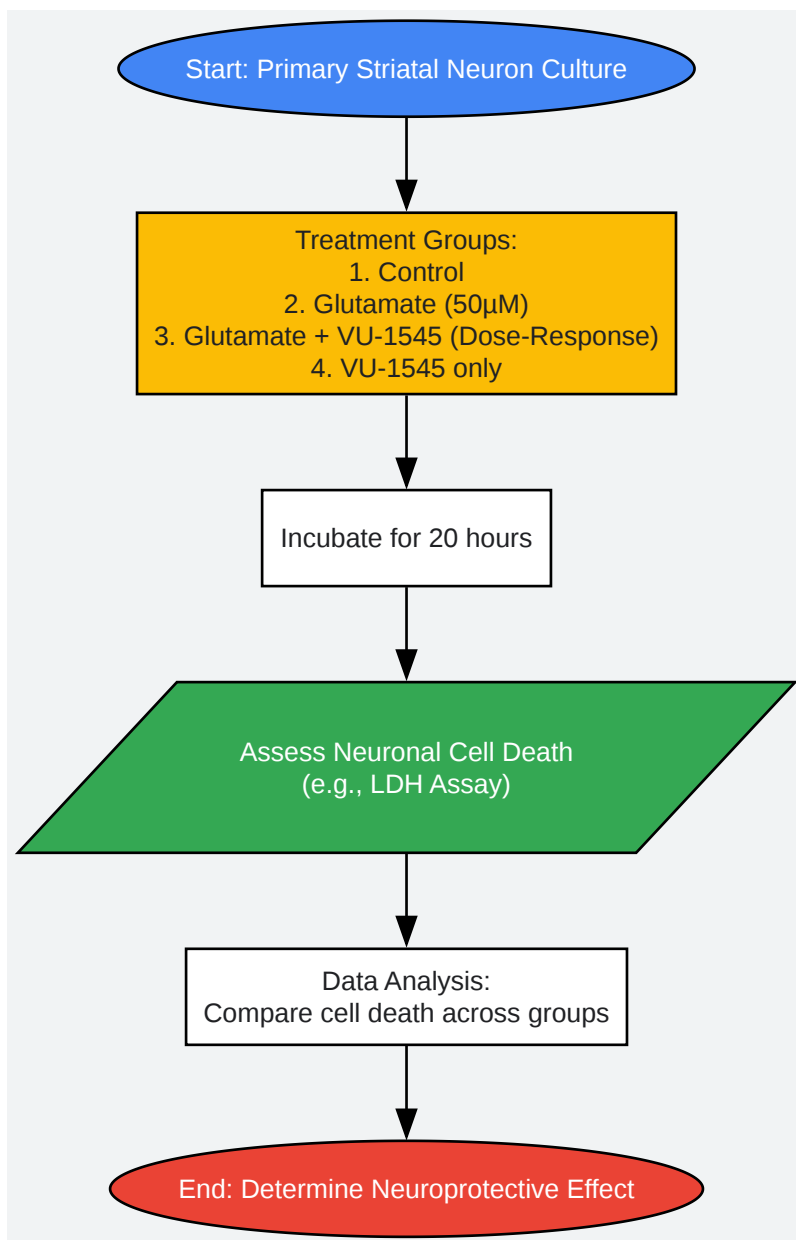 Start: Primary Striatal Neuron Culture
Treatment Groups:
1. Control
2. Glutamate (50µM)
3. Glutamate + VU-1545 (Dose-Response)
4. VU-1545 only
Incubate for 20 hours
Assess Neuronal Cell Death
(e.g., LDH Assay)
Data Analysis:
Compare cell death across groups
End: Determine Neuroprotective Effect